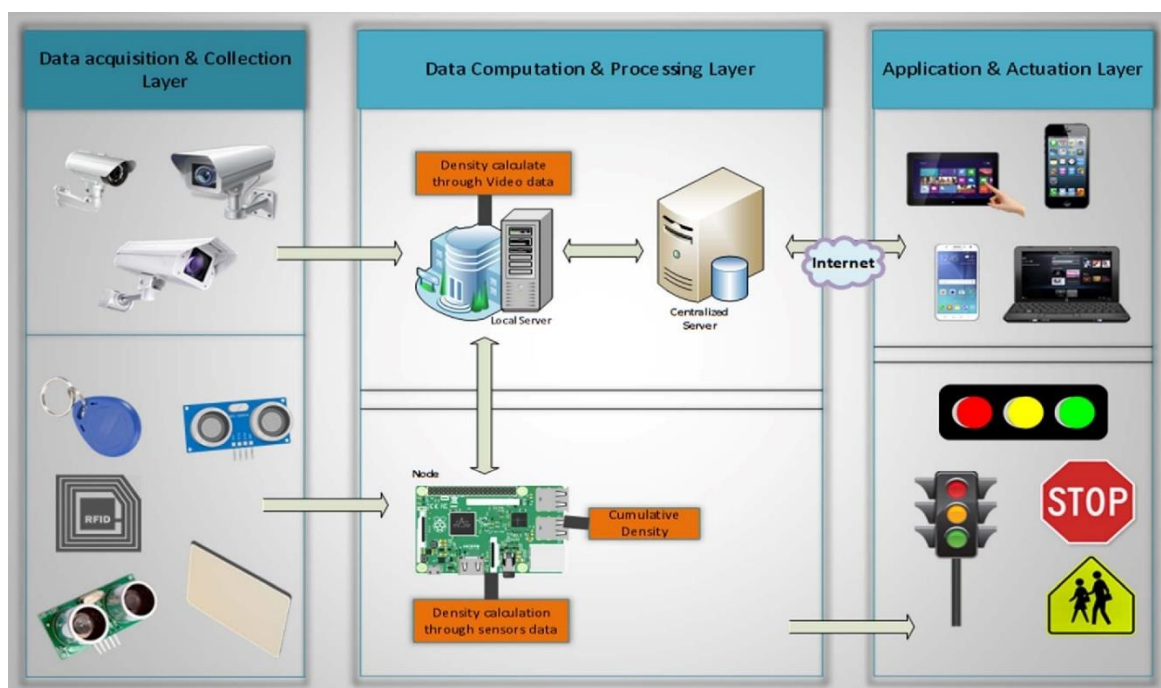 Data acquisition & Collection
Layer
Data Computation & Processing Layer
Application & Actuation Layer
Density calculate
through Video data
Local Server
Centralized
Server
Internet
Node
RFID
Cumulative
Density
Density calculation
through sensors data
STOP